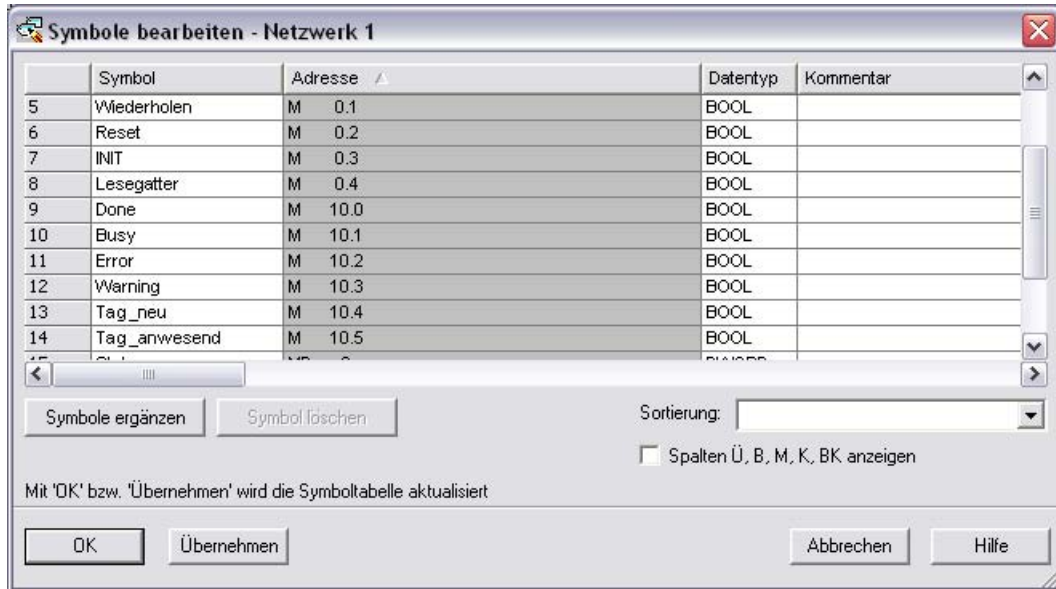 Symbole bearbeiten - Netzwerk 1
Symbol Adresse Datentyp Kommentar
5 Wiederholen M 0.1 BOOL
6 Reset M 0.2 BOOL
7 INIT M 0.3 BOOL
8 Lesegatter M 0.4 BOOL
9 Done M 10.0 BOOL
10 Busy M 10.1 BOOL
11 Error M 10.2 BOOL
12 Warning M 10.3 BOOL
13 Tag_neu M 10.4 BOOL
14 Tag_anwesend M 10.5 BOOL
Symbole ergänzen Symbol löschen Sortierung:
Spalten Ü, B, M, K, BK anzeigen
Mit 'OK' bzw. 'Übernehmen' wird die Symboltabelle aktualisiert
OK Übernehmen Abbrechen Hilfe